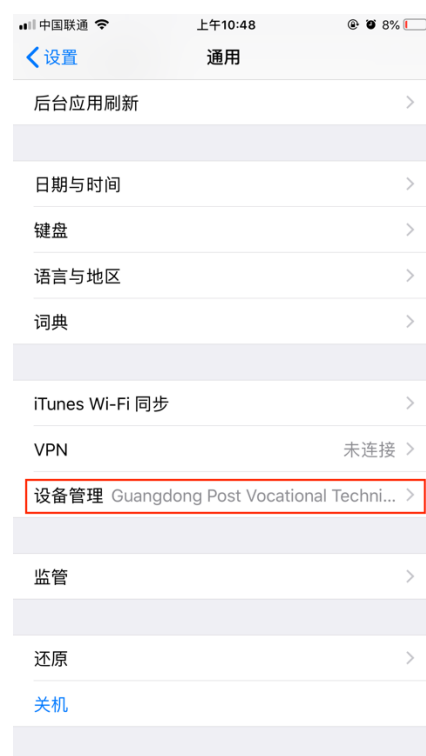 中国联通 上午10:48 8%
设置 通用
后台应用刷新
日期与时间
键盘
语言与地区
词典
iTunes Wi-Fi 同步
VPN 未连接
设备管理 Guangdong Post Vocational Techni...
监管
还原
关机